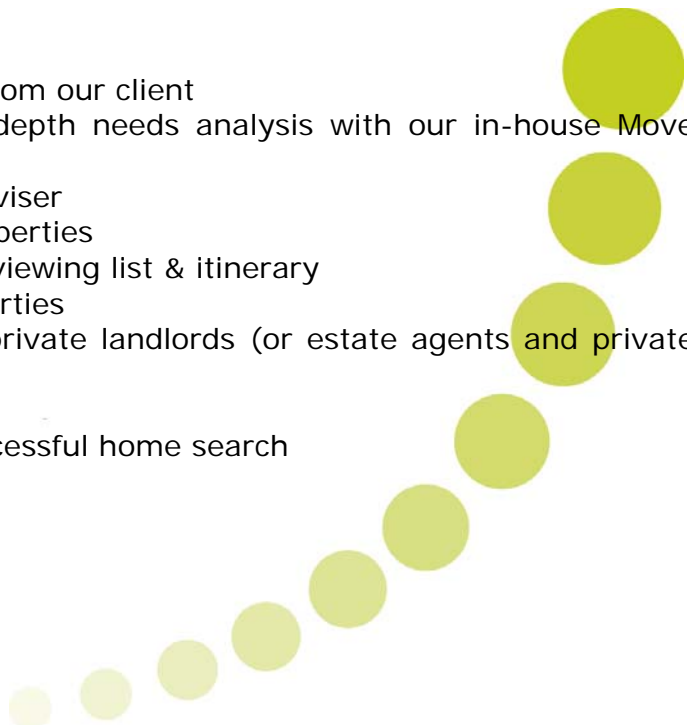 om our client
depth needs analysis with our in-house Move
viser
perties
viewing list & itinerary
rties
private landlords (or estate agents and private
cessful home search